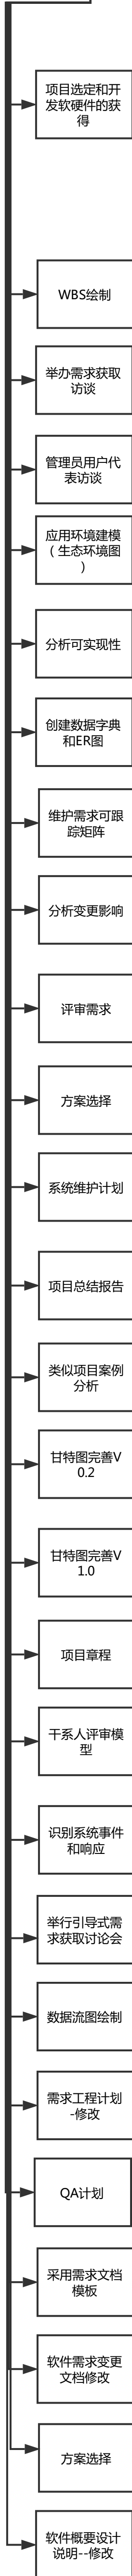 项目选定和开
发软硬件的获
得
WBS绘制
举办需求获取
访谈
管理员用户代
表访谈
应用环境建模
（生态环境图
）
分析可实现性
创建数据字典
和ER图
维护需求可跟
踪矩阵
分析变更影响
评审需求
方案选择
系统维护计划
项目总结报告
类似项目案例
分析
甘特图完善V
0.2
甘特图完善V
1.0
项目章程
干系人评审模
型
识别系统事件
和响应
举行引导式需
求获取讨论会
数据流图绘制
需求工程计划
-修改
QA计划
采用需求文档
模板
软件需求变更
文档修改
方案选择
软件概要设计
说明--修改